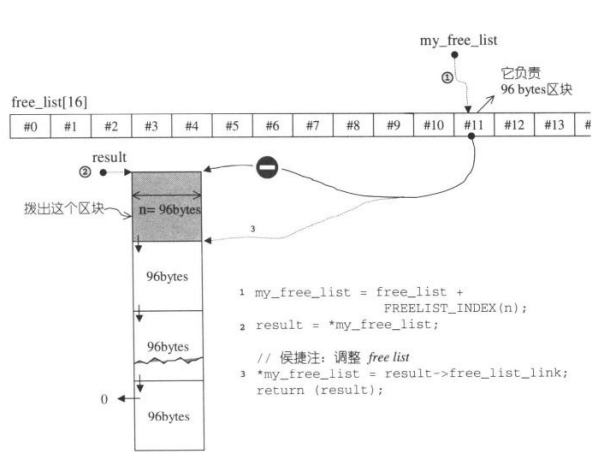 my_free_list
①
它负责
96 bytes区块
free_list[16]
#0 #1 #2 #3 #4 #5 #6 #7 #8 #9 #10 #11 #12 #13 #
result
②
拨出这个区块
n= 96bytes
3
96bytes
96bytes
0
96bytes
1 my_free_list = free_list +
FREELIST_INDEX(n);
2 result = *my_free_list;
// 侯捷注：调整 free list
3 *my_free_list = result->free_list_link;
return (result);